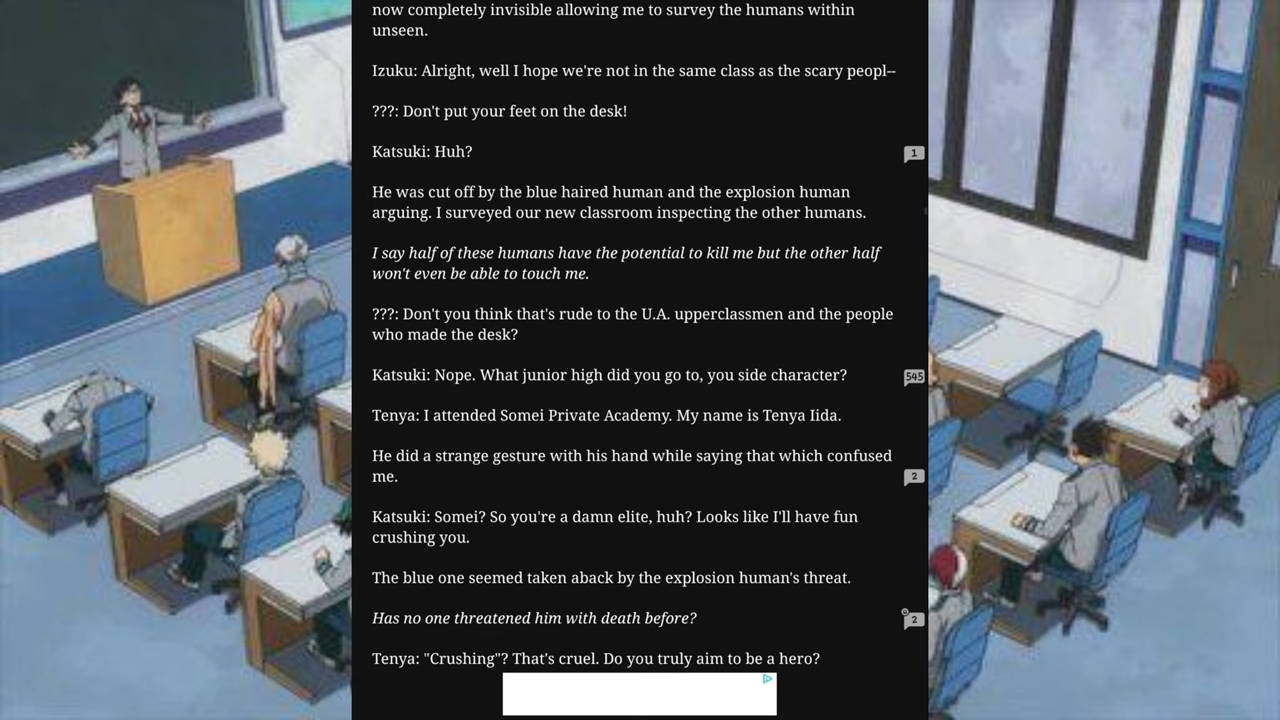 now completely invisible allowing me to survey the humans within
unseen.
Izuku: Alright, well I hope we're not in the same class as the scary peopl--
???: Don't put your feet on the desk!
Katsuki: Huh?
1
He was cut off by the blue haired human and the explosion human
arguing. I surveyed our new classroom inspecting the other humans.
I say half of these humans have the potential to kill me but the other half
won't even be able to touch me.
???: Don't you think that's rude to the U.A. upperclassmen and the people
who made the desk?
Katsuki: Nope. What junior high did you go to, you side character?
545
Tenya: I attended Somei Private Academy. My name is Tenya Iida.
He did a strange gesture with his hand while saying that which confused
me.
2
Katsuki: Somei? So you're a damn elite, huh? Looks like I'll have fun
crushing you.
The blue one seemed taken aback by the explosion human's threat.
Has no one threatened him with death before?
2
Tenya: "Crushing"? That's cruel. Do you truly aim to be a hero?